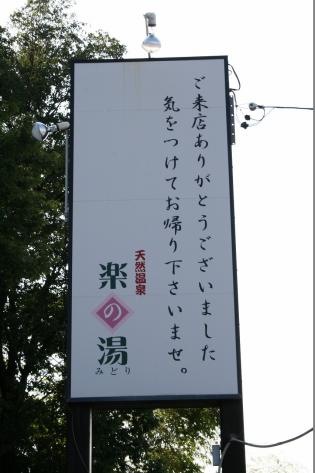 ご来店ありがとうございました
気をつけてお帰り下さいませ。
天然温泉
楽の湯
みどり